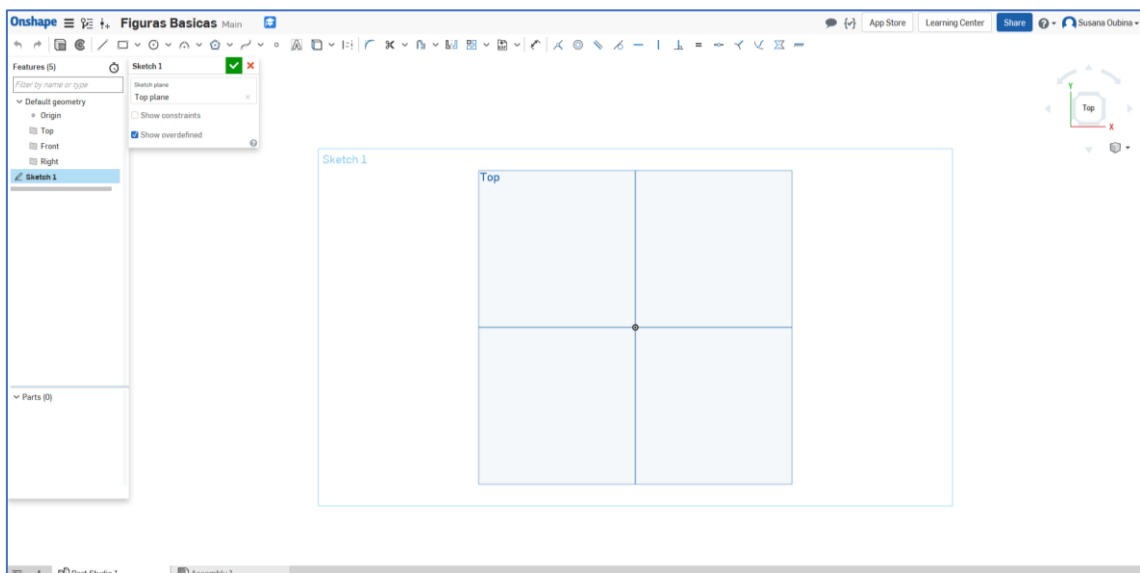 Onshape Figuras Basicas Main App Store Learning Center Share Susana Oubina
Features (5)
Filter by name or type
Default geometry
Origin
Top
Front
Right
Sketch 1
Parts (0)
Sketch 1
Sketch plane
Top plane
Show constraints
Show overdefined
Sketch 1
Top
Y
Top
X
Part Studio 1 Assembly 1